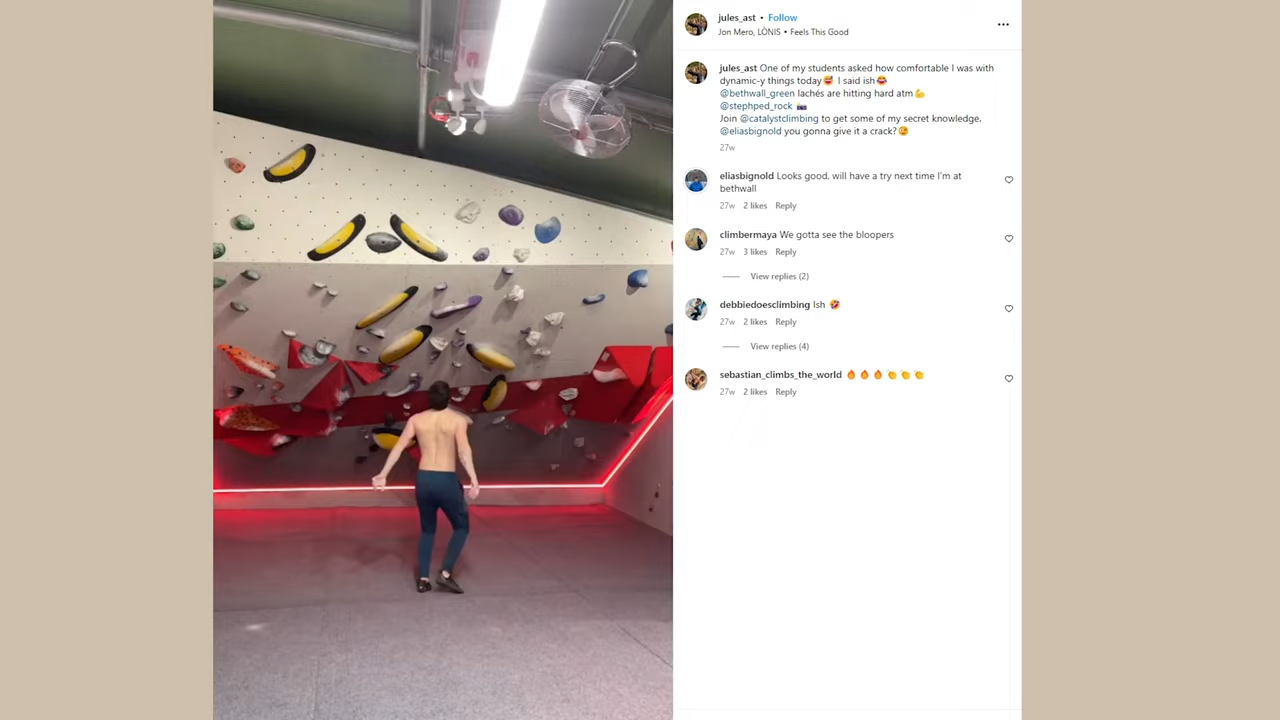 jules_ast • Follow
Jon Mero, LÒNIS • Feels This Good
jules_ast One of my students asked how comfortable I was with
dynamic-y things today😅 I said ish😂
@bethwall_green lachés are hitting hard atm💪
@stephped_rock 📸
Join @catalystclimbing to get some of my secret knowledge.
@eliasbignold you gonna give it a crack?🥲
27w
eliasbignold Looks good, will have a try next time I'm at
bethwall
27w 2 likes Reply
climbermaya We gotta see the bloopers
27w 3 likes Reply
View replies (2)
debbiedoesclimbing Ish 🤣
27w 2 likes Reply
View replies (4)
sebastian_climbs_the_world 🔥🔥🔥👏👏👏
27w 2 likes Reply